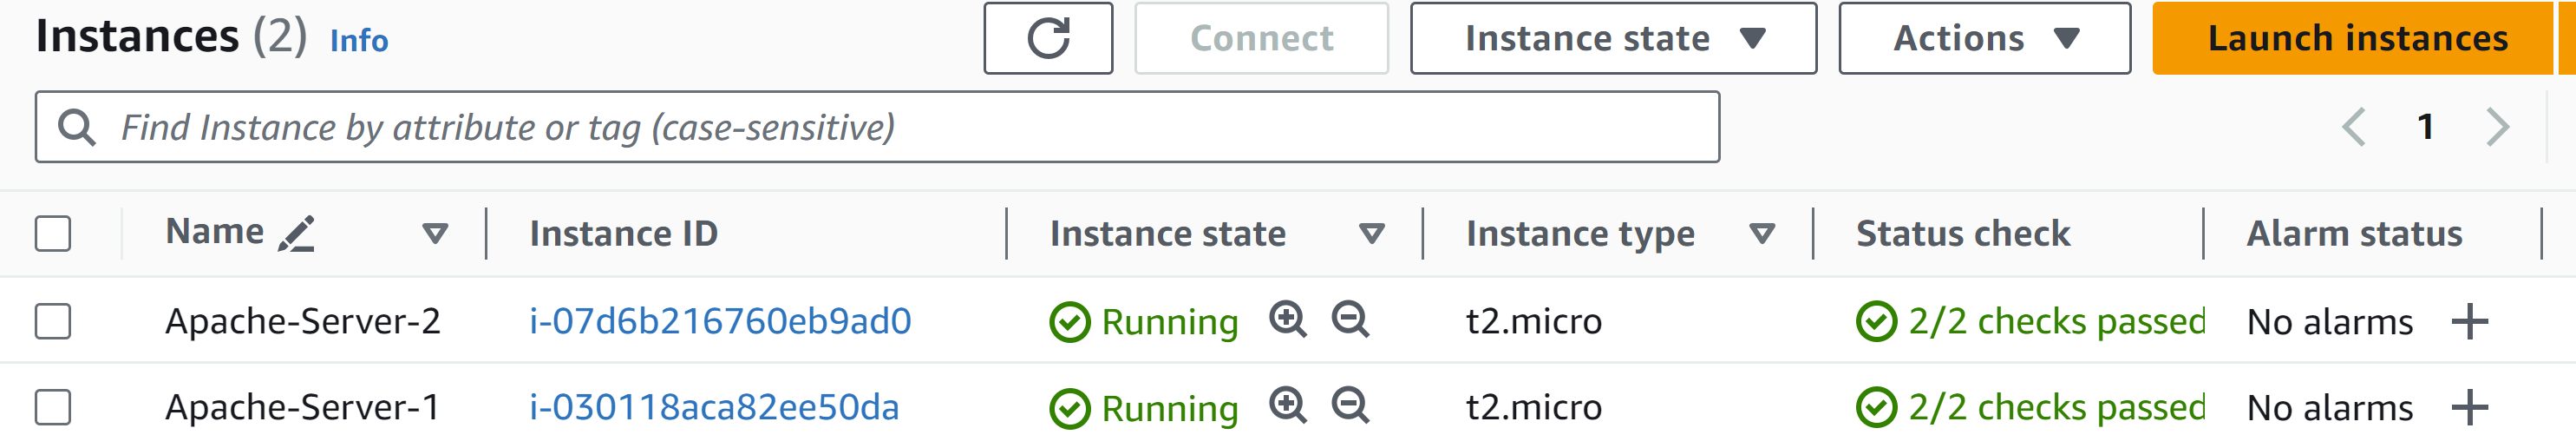 Instances (2) Info Connect Instance state Actions Launch instances
Find Instance by attribute or tag (case-sensitive) 1
Name Instance ID Instance state Instance type Status check Alarm status
Apache-Server-2 i-07d6b216760eb9ad0 Running t2.micro 2/2 checks passed No alarms
Apache-Server-1 i-030118aca82ee50da Running t2.micro 2/2 checks passed No alarms